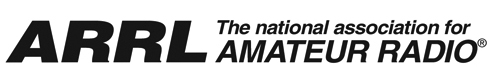 ARRL The national association for
AMATEUR RADIO®